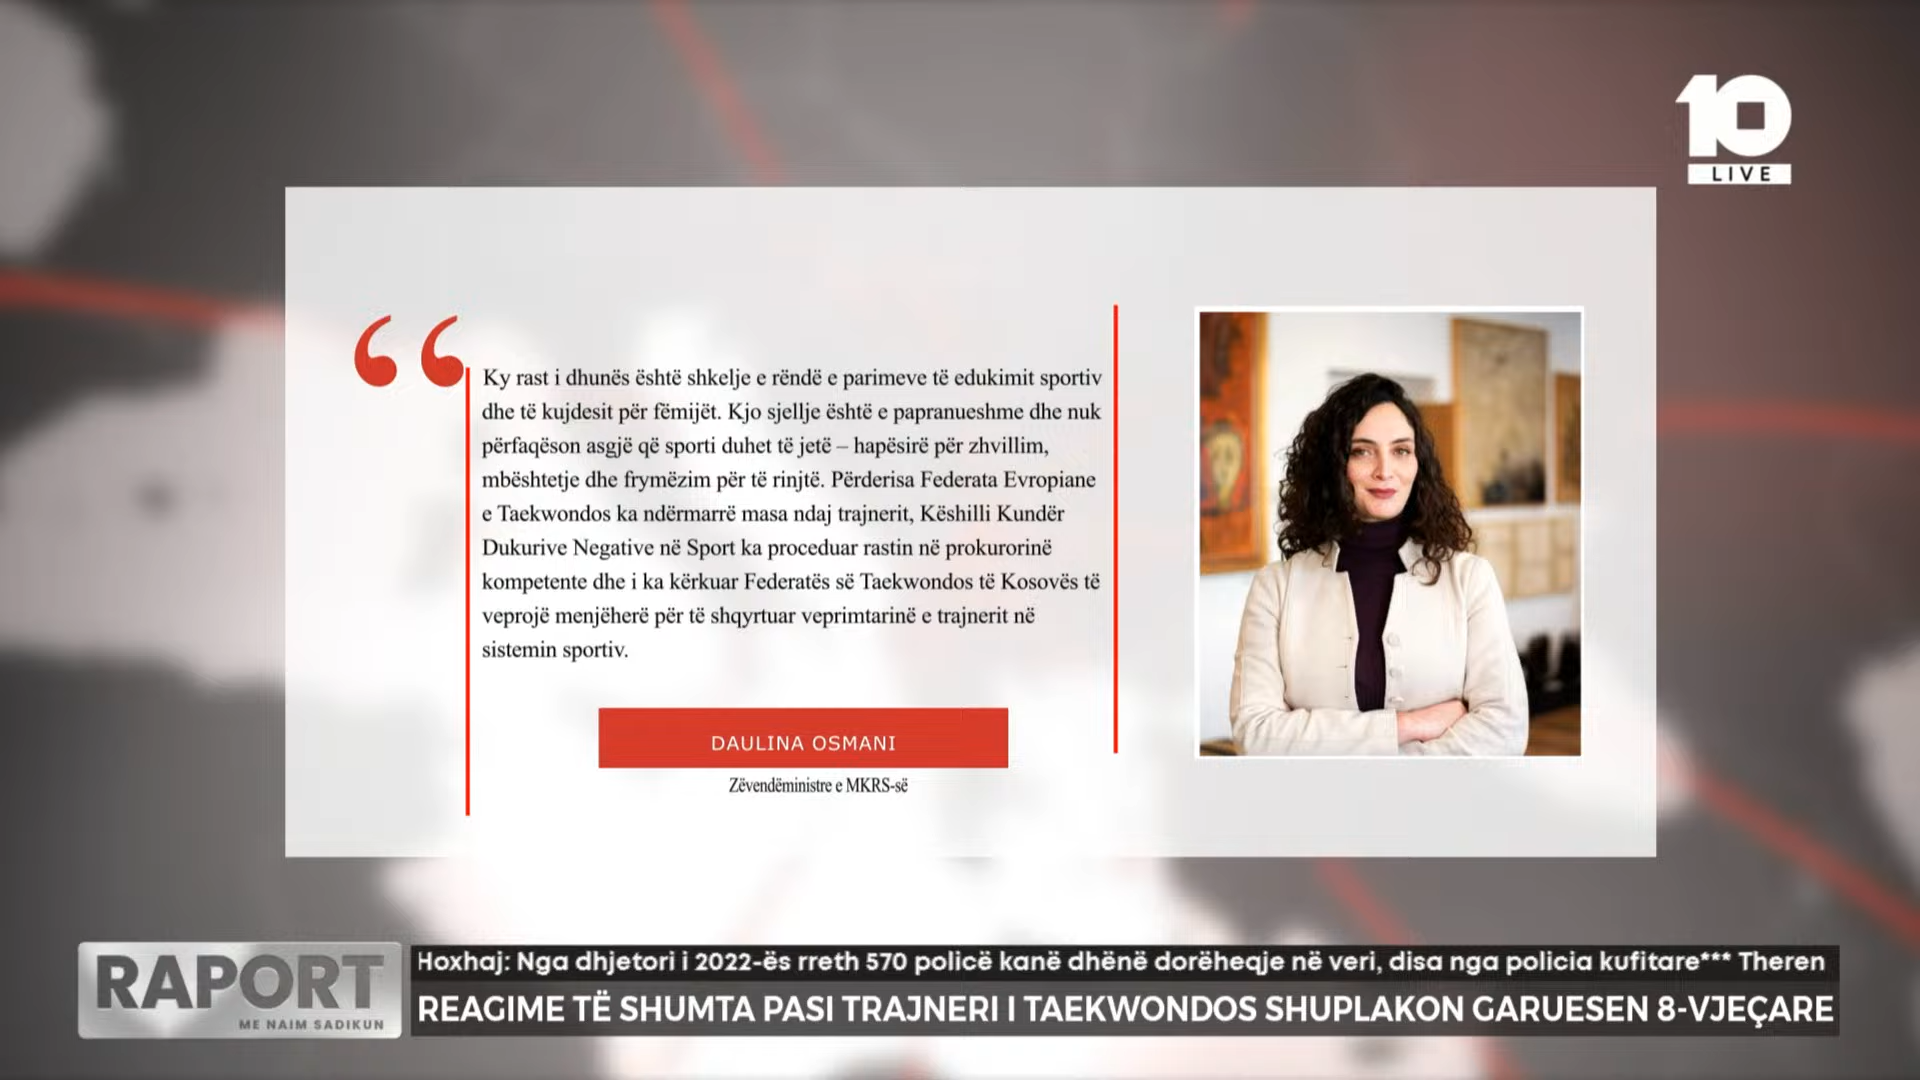 10
LIVE
Ky rast i dhunës është shkelje e rëndë e parimeve të edukimit sportiv
dhe të kujdesit për fëmijët. Kjo sjellje është e papranueshme dhe nuk
përfaqëson asgjë që sporti duhet të jetë – hapësirë për zhvillim,
mbështetje dhe frymëzim për të rinjtë. Përderisa Federata Evropiane
e Taekwondos ka ndërmarrë masa ndaj trajnerit, Këshilli Kundër
Dukurive Negative në Sport ka proceduar rastin në prokurorinë
kompetente dhe i ka kërkuar Federatës së Taekwondos të Kosovës të
veprojë menjëherë për të shqyrtuar veprimtarinë e trajnerit në
sistemin sportiv.
DAULINA OSMANI
Zëvendëministre e MKRS-së
RAPORT
ME NAIM SADIKUN
Hoxhaj: Nga dhjetori i 2022-ës rreth 570 policë kanë dhënë dorëheqje në veri, disa nga policia kufitare*** Theren
REAGIME TË SHUMTA PASI TRAJNERI I TAEKWONDOS SHUPLAKON GARUESEN 8-VJEÇARE